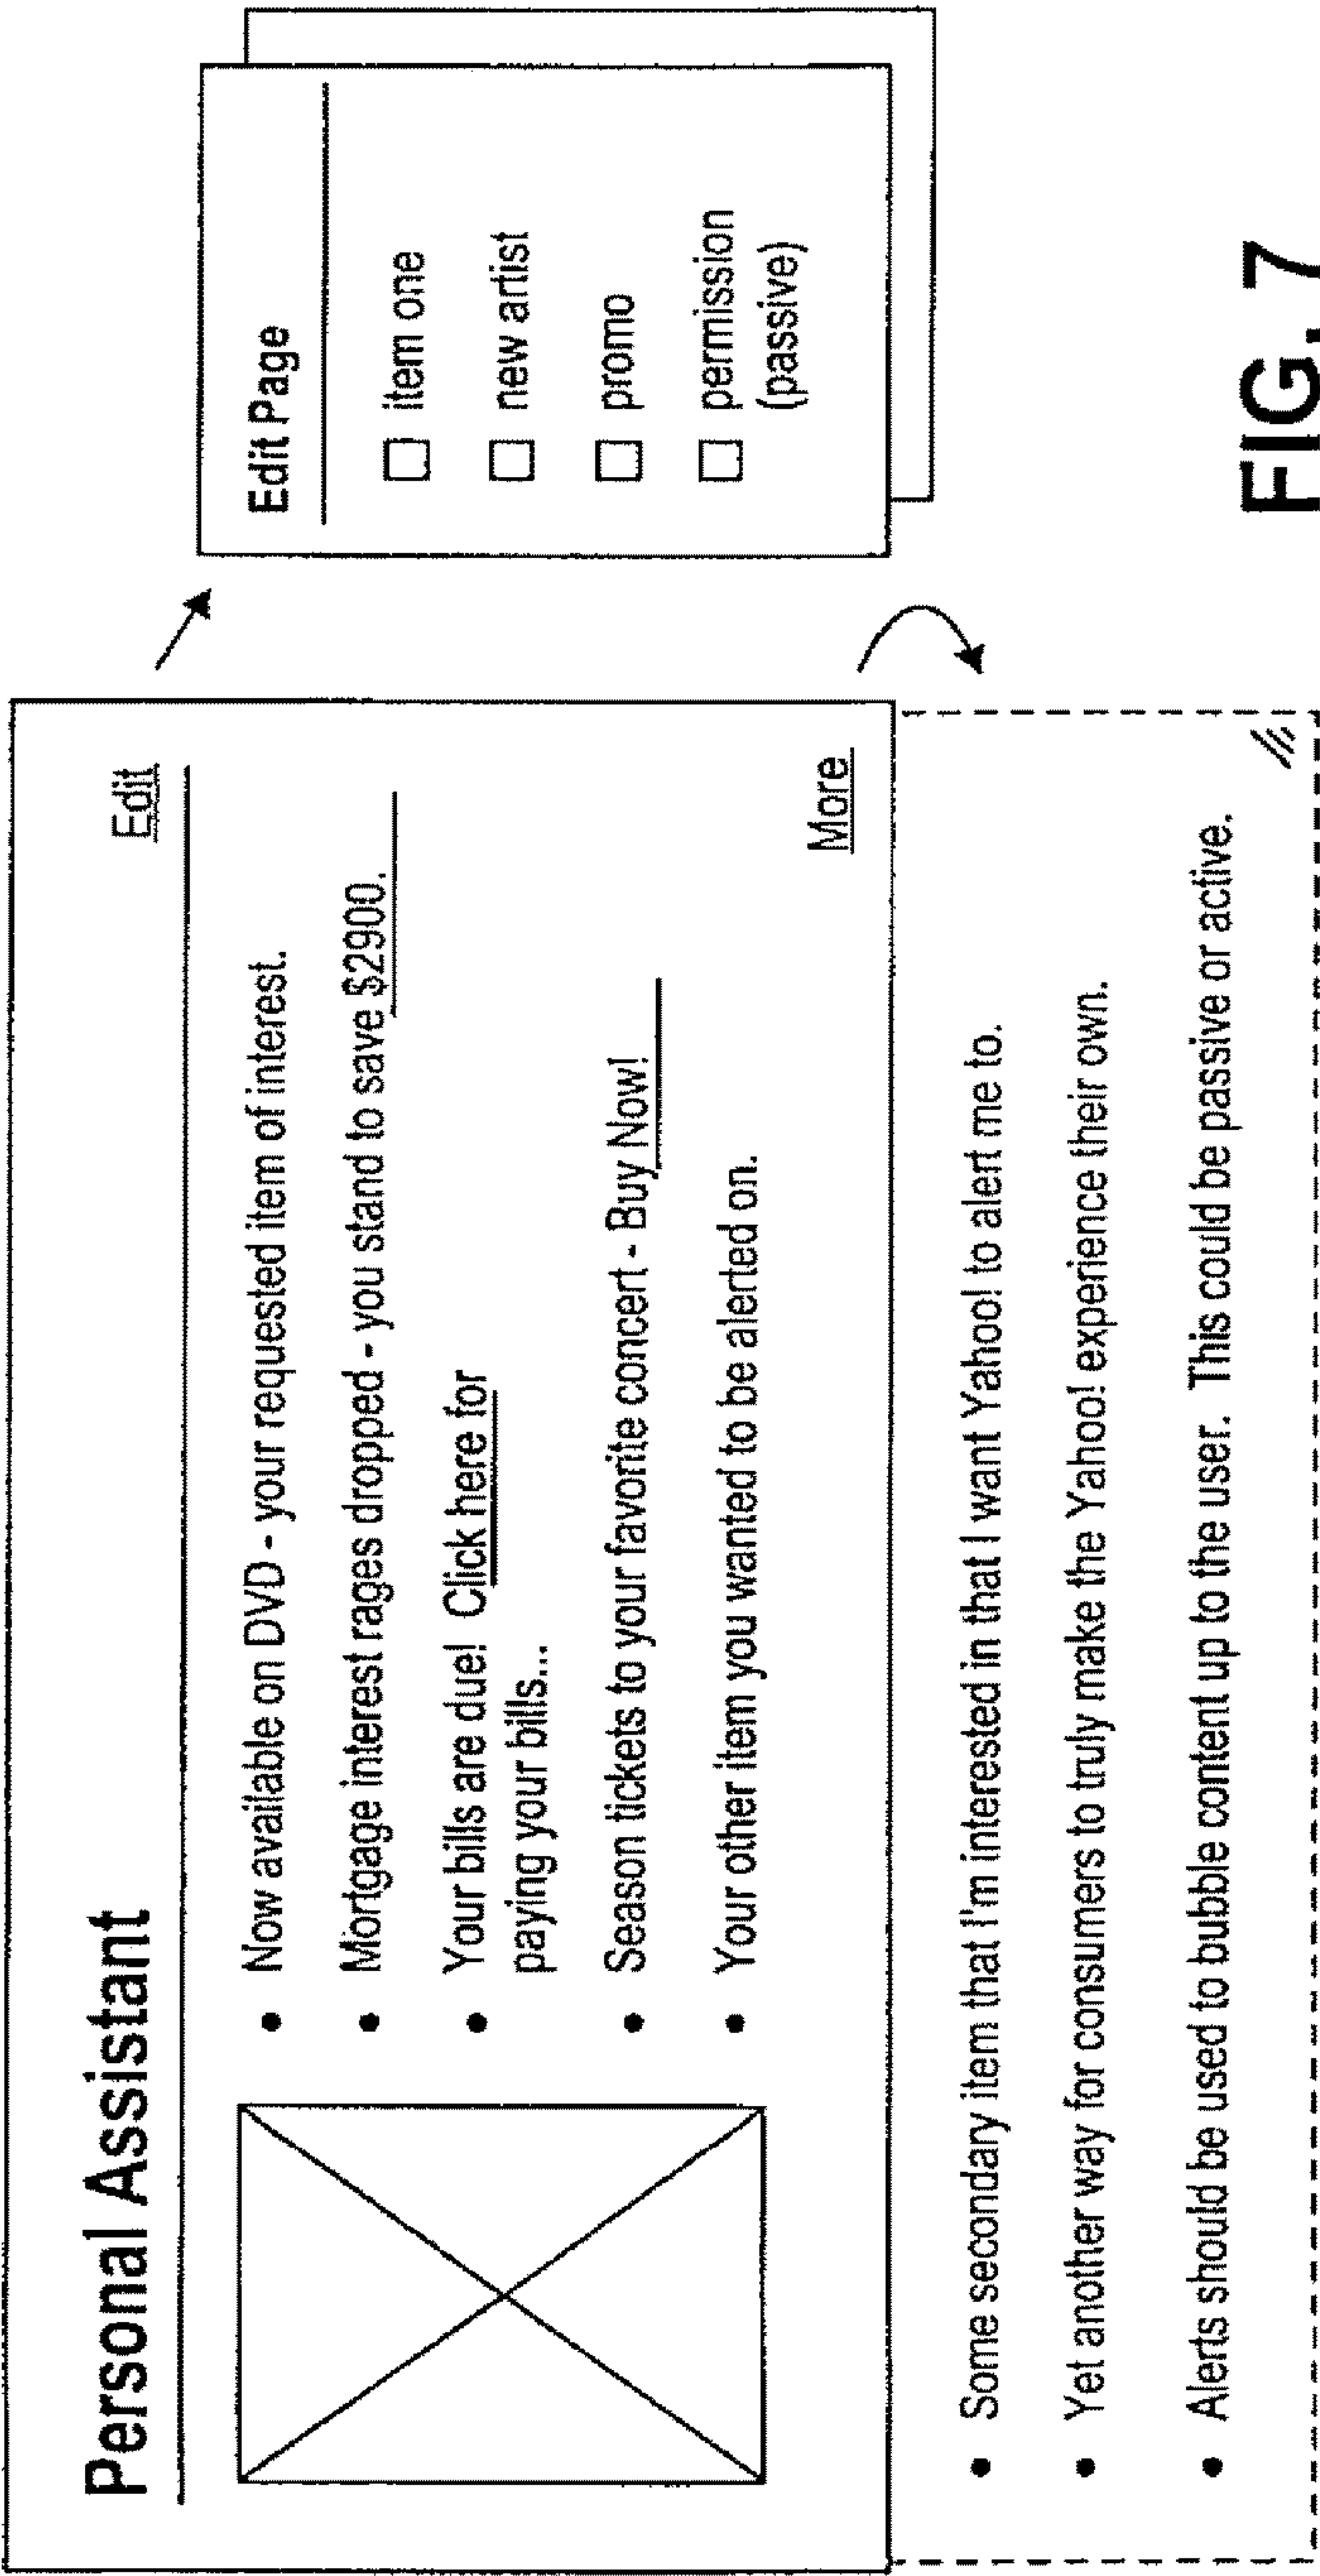 Personal Assistant
Edit
• Now available on DVD - your requested item of interest.
• Mortgage interest rages dropped - you stand to save $2900.
• Your bills are due! Click here for
paying your bills...
• Season tickets to your favorite concert - Buy Now!
• Your other item you wanted to be alerted on.
More
• Some secondary item that I'm interested in that I want Yahoo! to alert me to.
• Yet another way for consumers to truly make the Yahoo! experience their own.
• Alerts should be used to bubble content up to the user. This could be passive or active.
Edit Page
item one
new artist
promo
permission
(passive)
FIG. 7